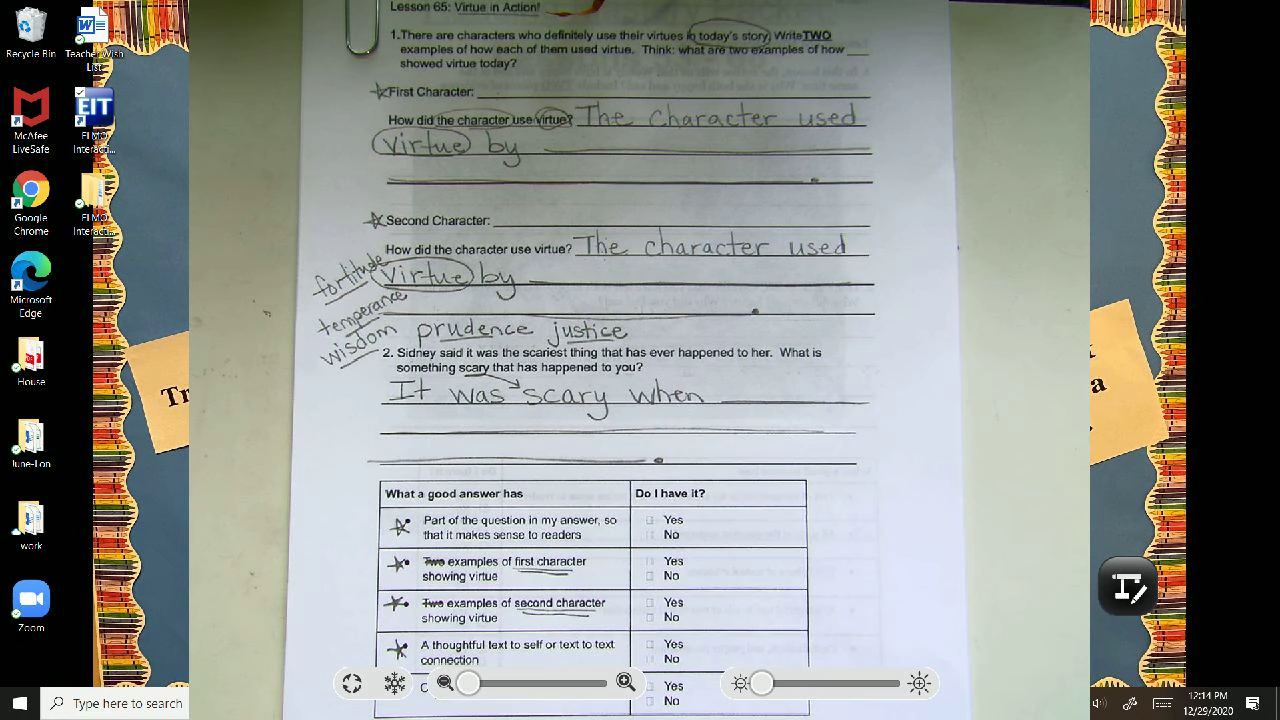 Lesson 65: Virtue in Action!
1.There are characters who definitely use their virtues in today's story. Write TWO
examples of how each of them used virtue. Think: what are two examples of how ___
showed virtue today?
First Character:
How did the character use virtue? The character used
virtue by
Second Character:
How did the character use virtue? The character used
virtue by
fortitude
temperance
wisdom
prudence justice
2. Sidney said it was the scariest thing that has ever happened to her. What is
something scary that has happened to you?
It was scary when
What a good answer has
Do I have it?
Part of the question in my answer, so
that it makes sense to readers
Yes
No
Two examples of first character
showing virtue
Yes
No
Two examples of second character
showing virtue
Yes
No
A thoughtful text to self or text to text
connection
Yes
No
Yes
No
Recycle Bin
Teacher Wish
List
McAfee
LiveSafe
EIT
Interacti...
Google
Chrome
Interacti...
Microsoft
Edge
House
June-Lion
work
Zoom
Tr
a
Type here to search
12:14 PM
12/29/2020